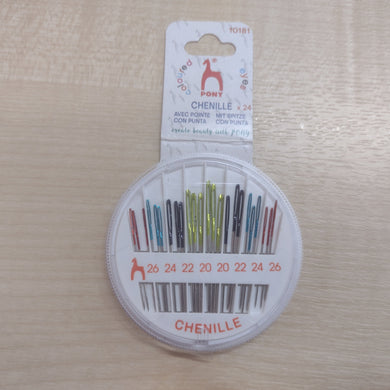 10181
coloured
eyes
PONY
CHENILLE x 24
AVEC POINTE MIT SPITZE
CON PUNTA CON PUNTA
create beauty with PONY
26 24 22 20 20 22 24 26
CHENILLE